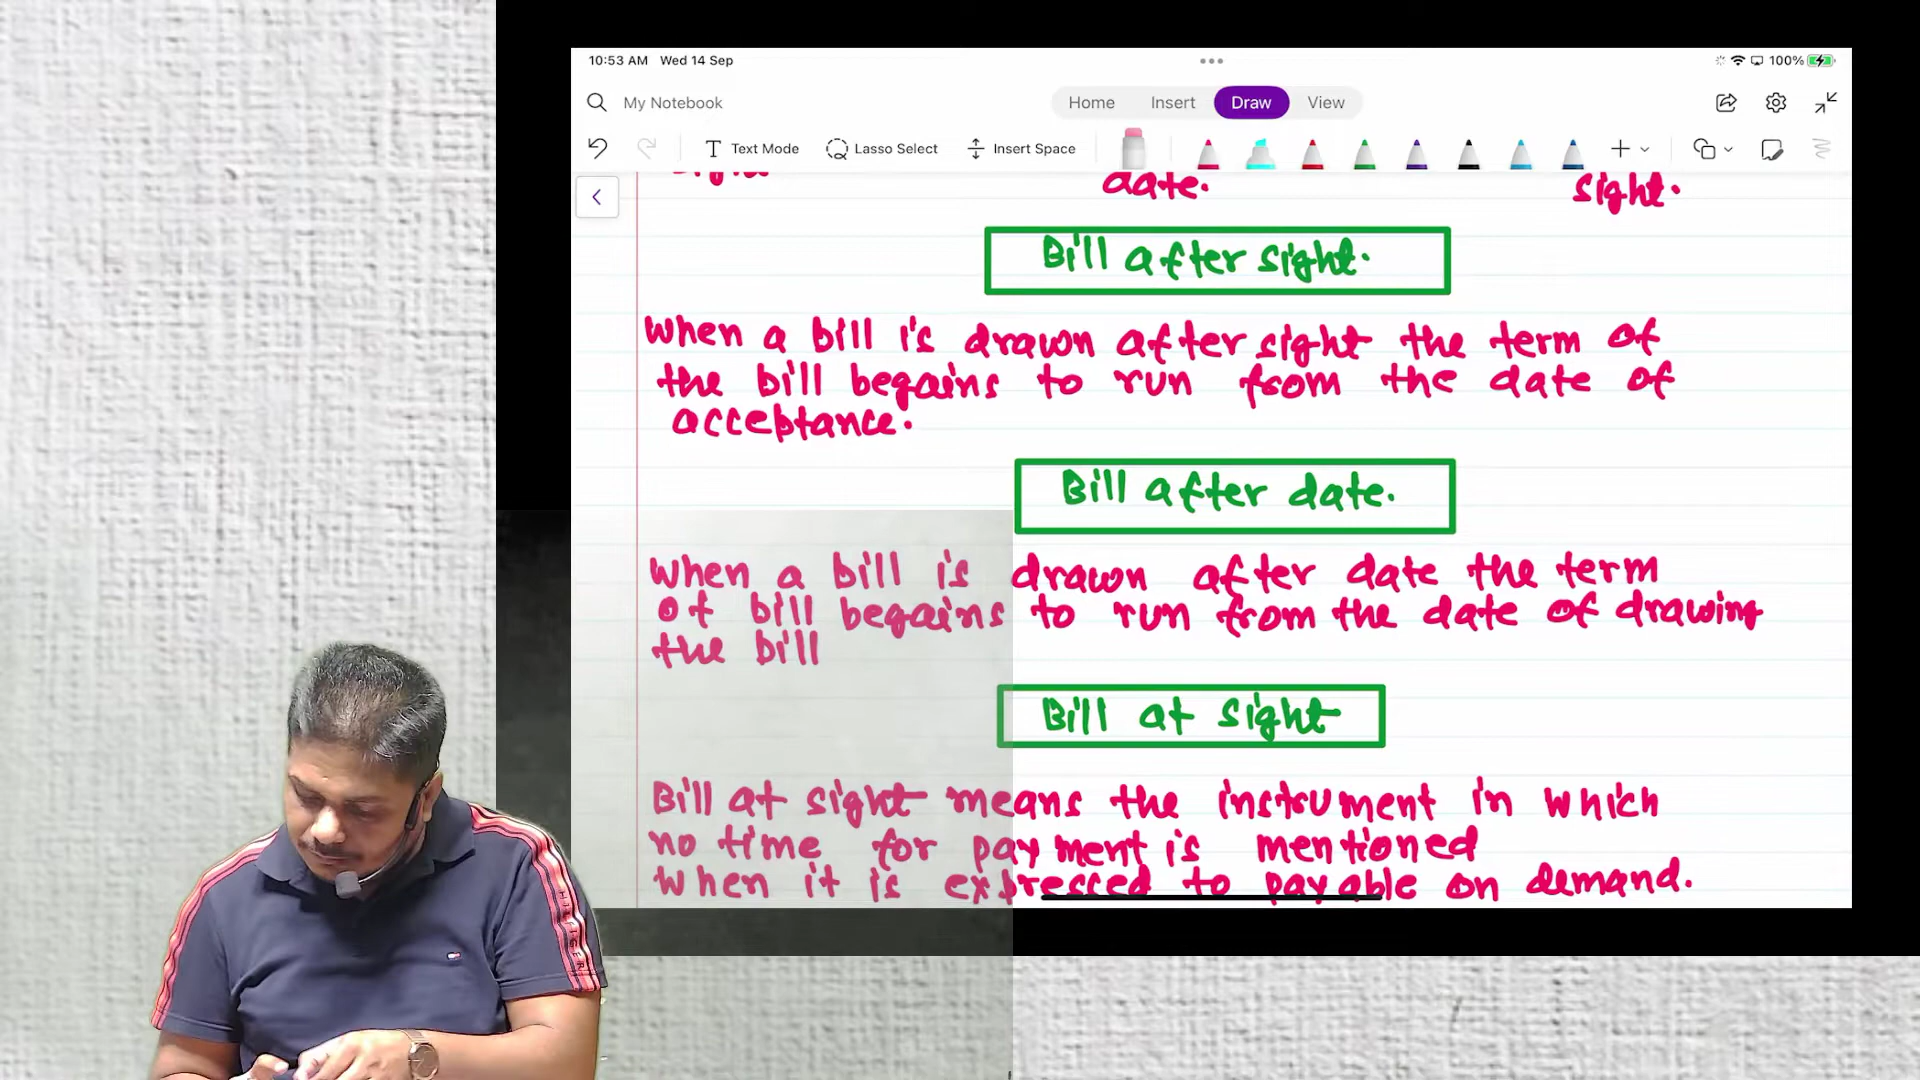 10:53 AM Wed 14 Sep
100%
My Notebook
Home Insert Draw View
Text Mode Lasso Select Insert Space
sight date. sight.
Bill after sight.
When a bill is drawn after sight the term of
the bill begains to run from the date of
acceptance.
Bill after date.
When a bill is drawn after date the term
of bill begains to run from the date of drawing
the bill
Bill at sight
Bill at sight means the instrument in which
no time for payment is mentioned
When it is expressed to payable on demand.
HILFIGER